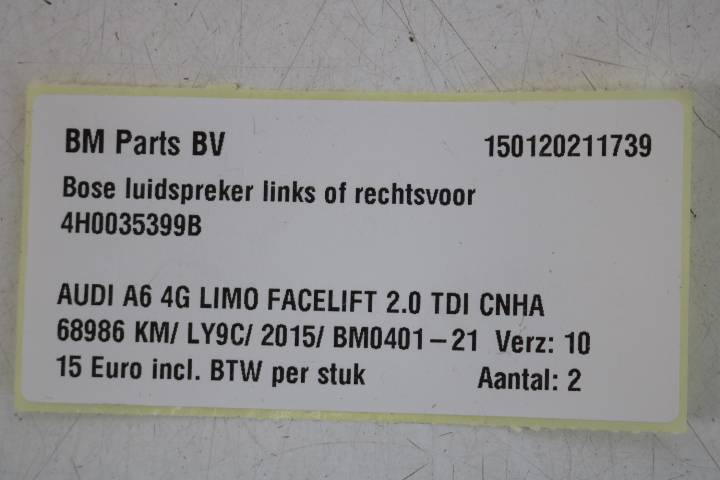 BM Parts BV 150120211739
Bose luidspreker links of rechtsvoor
4H0035399B
AUDI A6 4G LIMO FACELIFT 2.0 TDI CNHA
68986 KM/ LY9C/ 2015/ BM0401-21 Verz: 10
15 Euro incl. BTW per stuk Aantal: 2